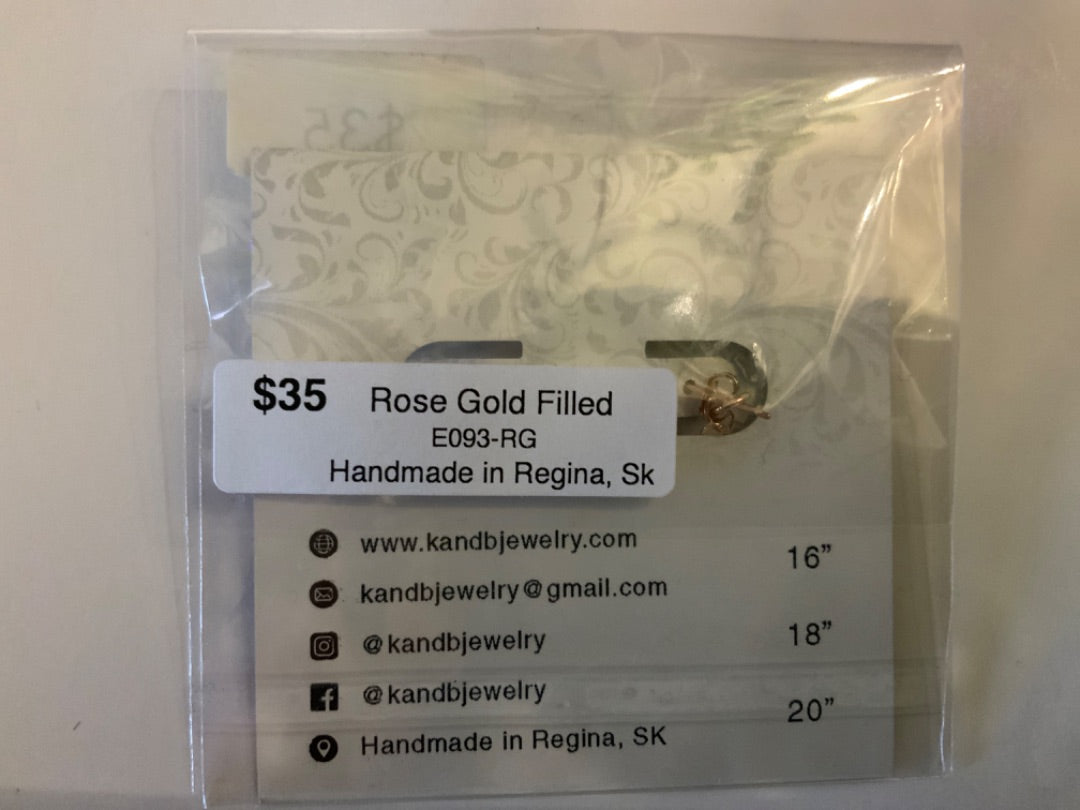 $35
$35 Rose Gold Filled
E093-RG
Handmade in Regina, Sk
www.kandbjewelry.com
16”
kandbjewelry@gmail.com
@kandbjewelry
18”
@kandbjewelry
20”
Handmade in Regina, SK